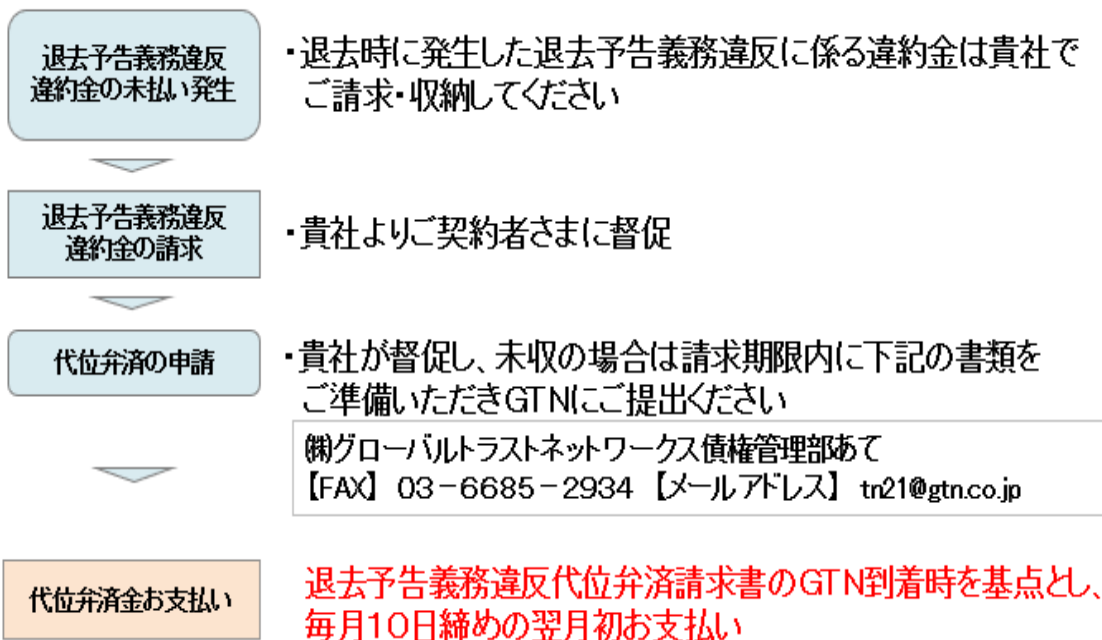 退去予告義務違反
違約金の未払い発生
・退去時に発生した退去予告義務違反に係る違約金は貴社で
ご請求・収納してください
退去予告義務違反
違約金の請求
・貴社よりご契約者さまに督促
代位弁済の申請
・貴社が督促し、未収の場合は請求期限内に下記の書類を
ご準備いただきGTNにご提出ください
㈱グローバルトラストネットワークス債権管理部あて
【FAX】 03-6685-2934 【メールアドレス】 tn21@gtn.co.jp
代位弁済金お支払い
退去予告義務違反代位弁済請求書のGTN到着時を基点とし、
毎月10日締めの翌月初お支払い